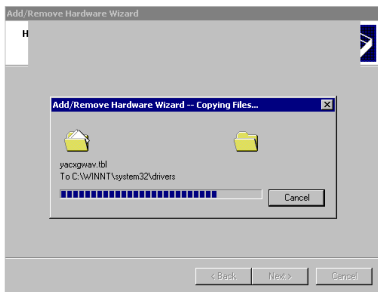 Add/Remove Hardware Wizard
H
Add/Remove Hardware Wizard -- Copying Files...
yacxgwav.tbl
To C:\WINNT\system32\drivers
Cancel
< Back Next > Cancel